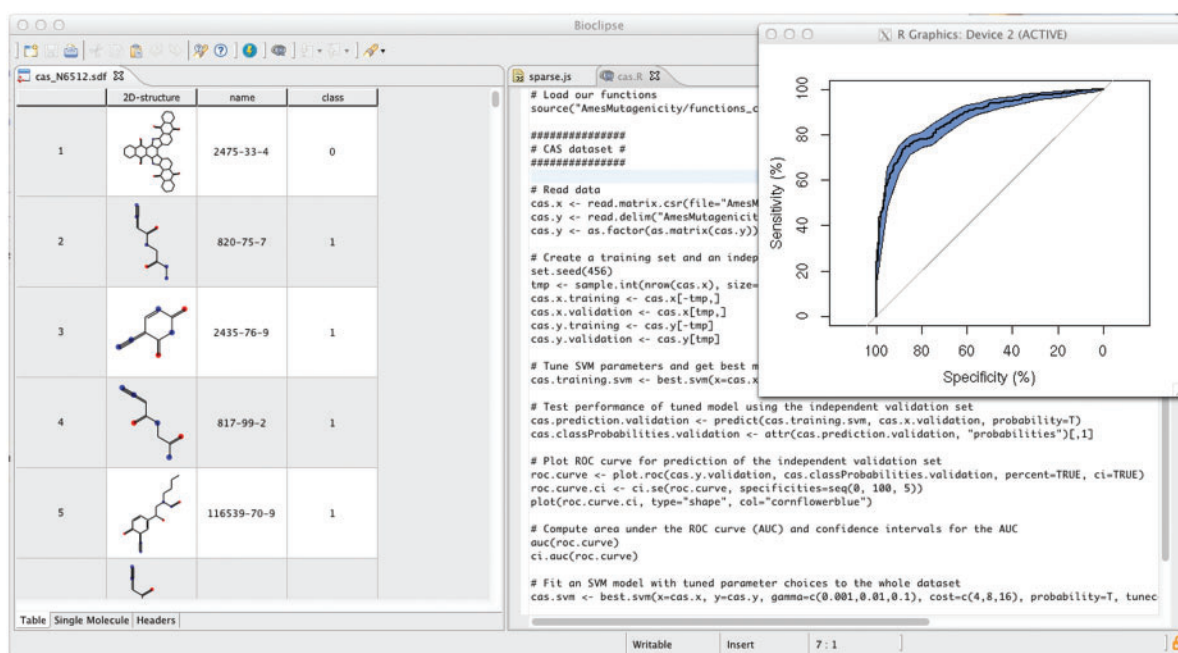 Bioclipse
cas_N6512.sdf
2D-structure name class
1 2475-33-4 0
2 820-75-7 1
3 2435-76-9 1
4 817-99-2 1
5 116539-70-9 1
Table Single Molecule Headers
sparse.js cas.R
# Load our functions
source("AmesMutagenicity/functions_c
###############
# CAS dataset #
###############
# Read data
cas.x <- read.matrix.csr(file="AmesM
cas.y <- read.delim("AmesMutagenicit
cas.y <- as.factor(as.matrix(cas.y))
# Create a training set and an indep
set.seed(456)
tmp <- sample.int(nrow(cas.x), size=
cas.x.training <- cas.x[-tmp,]
cas.x.validation <- cas.x[tmp,]
cas.y.training <- cas.y[-tmp]
cas.y.validation <- cas.y[tmp]
# Tune SVM parameters and get best m
cas.training.svm <- best.svm(x=cas.x
# Test performance of tuned model using the independent validation set
cas.prediction.validation <- predict(cas.training.svm, cas.x.validation, probability=T)
cas.classProbabilities.validation <- attr(cas.prediction.validation, "probabilities")[,1]
# Plot ROC curve for prediction of the independent validation set
roc.curve <- plot.roc(cas.y.validation, cas.classProbabilities.validation, percent=TRUE, ci=TRUE)
roc.curve.ci <- ci.se(roc.curve, specificities=seq(0, 100, 5))
plot(roc.curve.ci, type="shape", col="cornflowerblue")
# Compute area under the ROC curve (AUC) and confidence intervals for the AUC
auc(roc.curve)
ci.auc(roc.curve)
# Fit an SVM model with tuned parameter choices to the whole dataset
cas.svm <- best.svm(x=cas.x, y=cas.y, gamma=c(0.001,0.01,0.1), cost=c(4,8,16), probability=T, tunec
R Graphics: Device 2 (ACTIVE)
Sensitivity (%)
100
80
60
40
20
0
100 80 60 40 20 0
Specificity (%)
Writable Insert 7 : 1